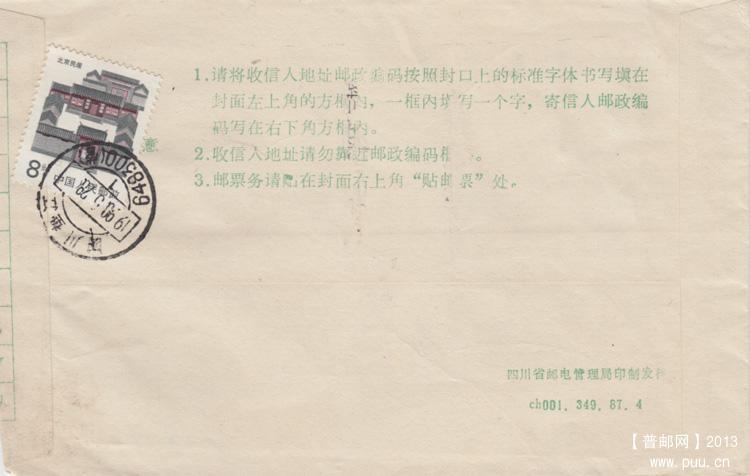 北京民居
8分
648300
四川
意
1.请将收信人地址邮政编码按照封口上的标准字体书写填在
封面左上角的方框内，一框内填写一个字，寄信人邮政编
码写在右下角方框内。
2.收信人地址请勿靠近邮政编码框
3.邮票务请贴在封面右上角“贴邮票”处。
四川省邮电管理局印制发行
ch001.349.87.4
【普邮网】2013
www.puu.cn